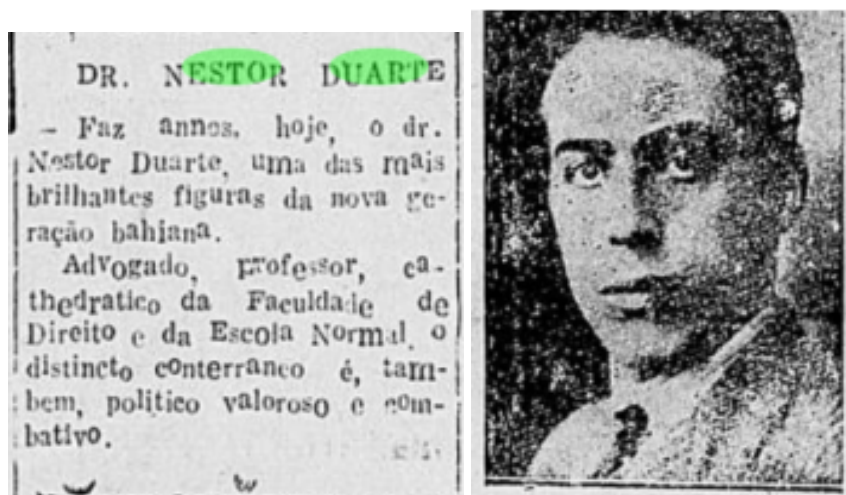 DR. NESTOR DUARTE
— Faz annos, hoje, o dr.
Nestor Duarte, uma das mais
brilhantes figuras da nova ge-
ração bahiana.
Advogado, professor, ca-
thedratico da Faculdade de
Direito e da Escola Normal, o
distincto conterraneo é, tam-
bem, politico valoroso e com-
bativo.